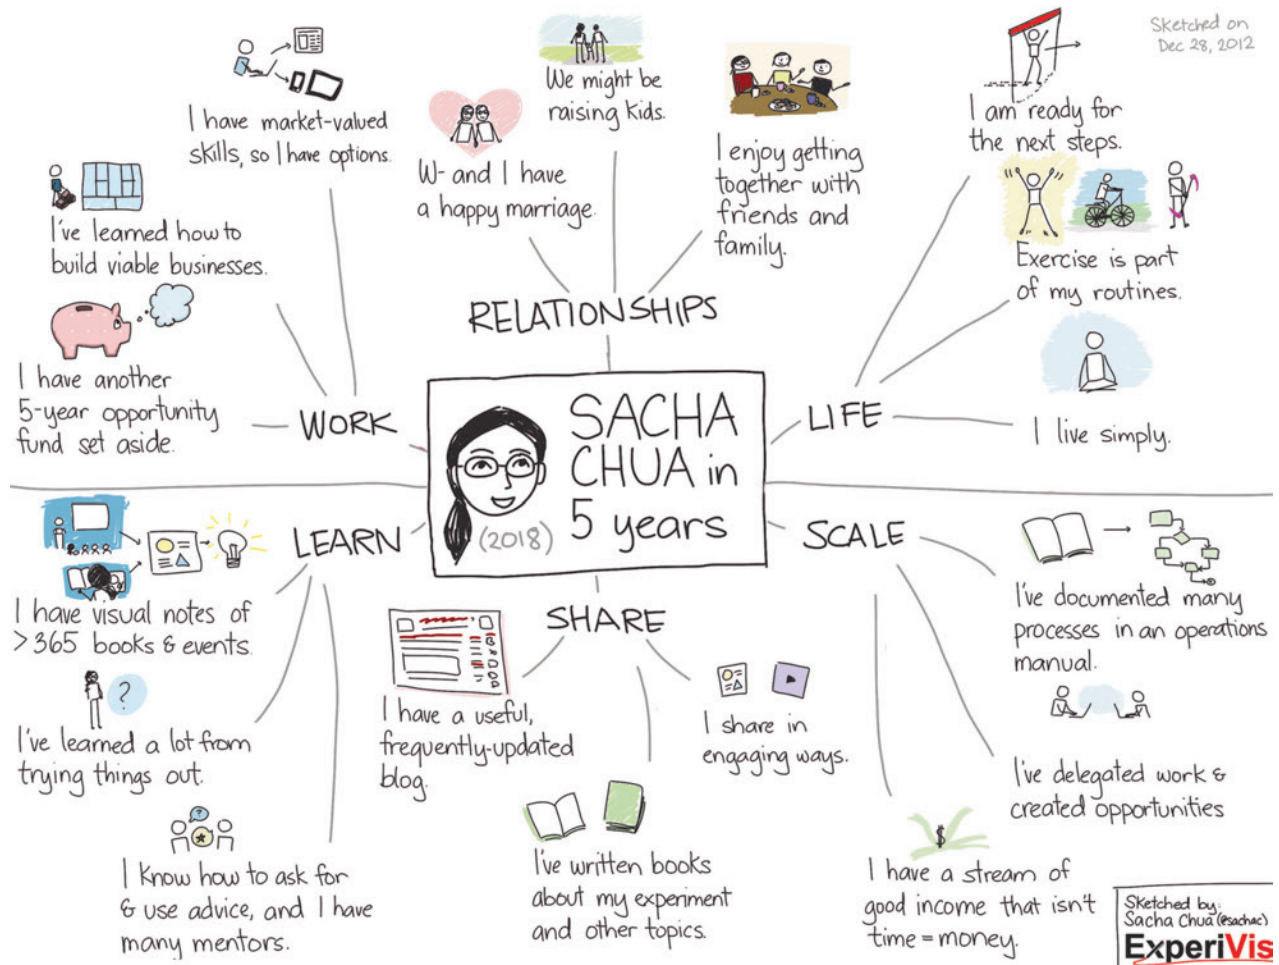 Sketched on
Dec 28, 2012
I have market-valued
skills, so I have options.
I've learned how to
build viable businesses.
I have another
5-year opportunity
fund set aside.
WORK
W- and I have
a happy marriage.
We might be
raising kids.
I enjoy getting
together with
friends and
family.
RELATIONSHIPS
I am ready for
the next steps.
Exercise is part
of my routines.
I live simply.
LIFE
SACHA
CHUA in
5 years
(2018)
LEARN
I have visual notes of
>365 books & events.
?
I've learned a lot from
trying things out.
?
I know how to ask for
& use advice, and I have
many mentors.
SHARE
I have a useful,
frequently-updated
blog.
I've written books
about my experiment
and other topics.
I share in
engaging ways.
SCALE
I've documented many
processes in an operations
manual.
I've delegated work &
created opportunities
$
I have a stream of
good income that isn't
time = money.
Sketched by:
Sacha Chua (@sachac)
ExperiVis